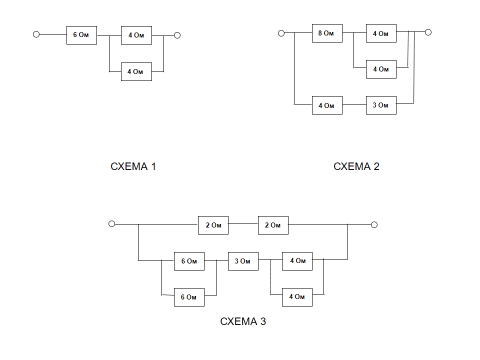 6 Ом 4 Ом
4 Ом
8 Ом 4 Ом
4 Ом
4 Ом 3 Ом
СХЕМА 1
СХЕМА 2
2 Ом 2 Ом
6 Ом 3 Ом 4 Ом
6 Ом 4 Ом
СХЕМА 3